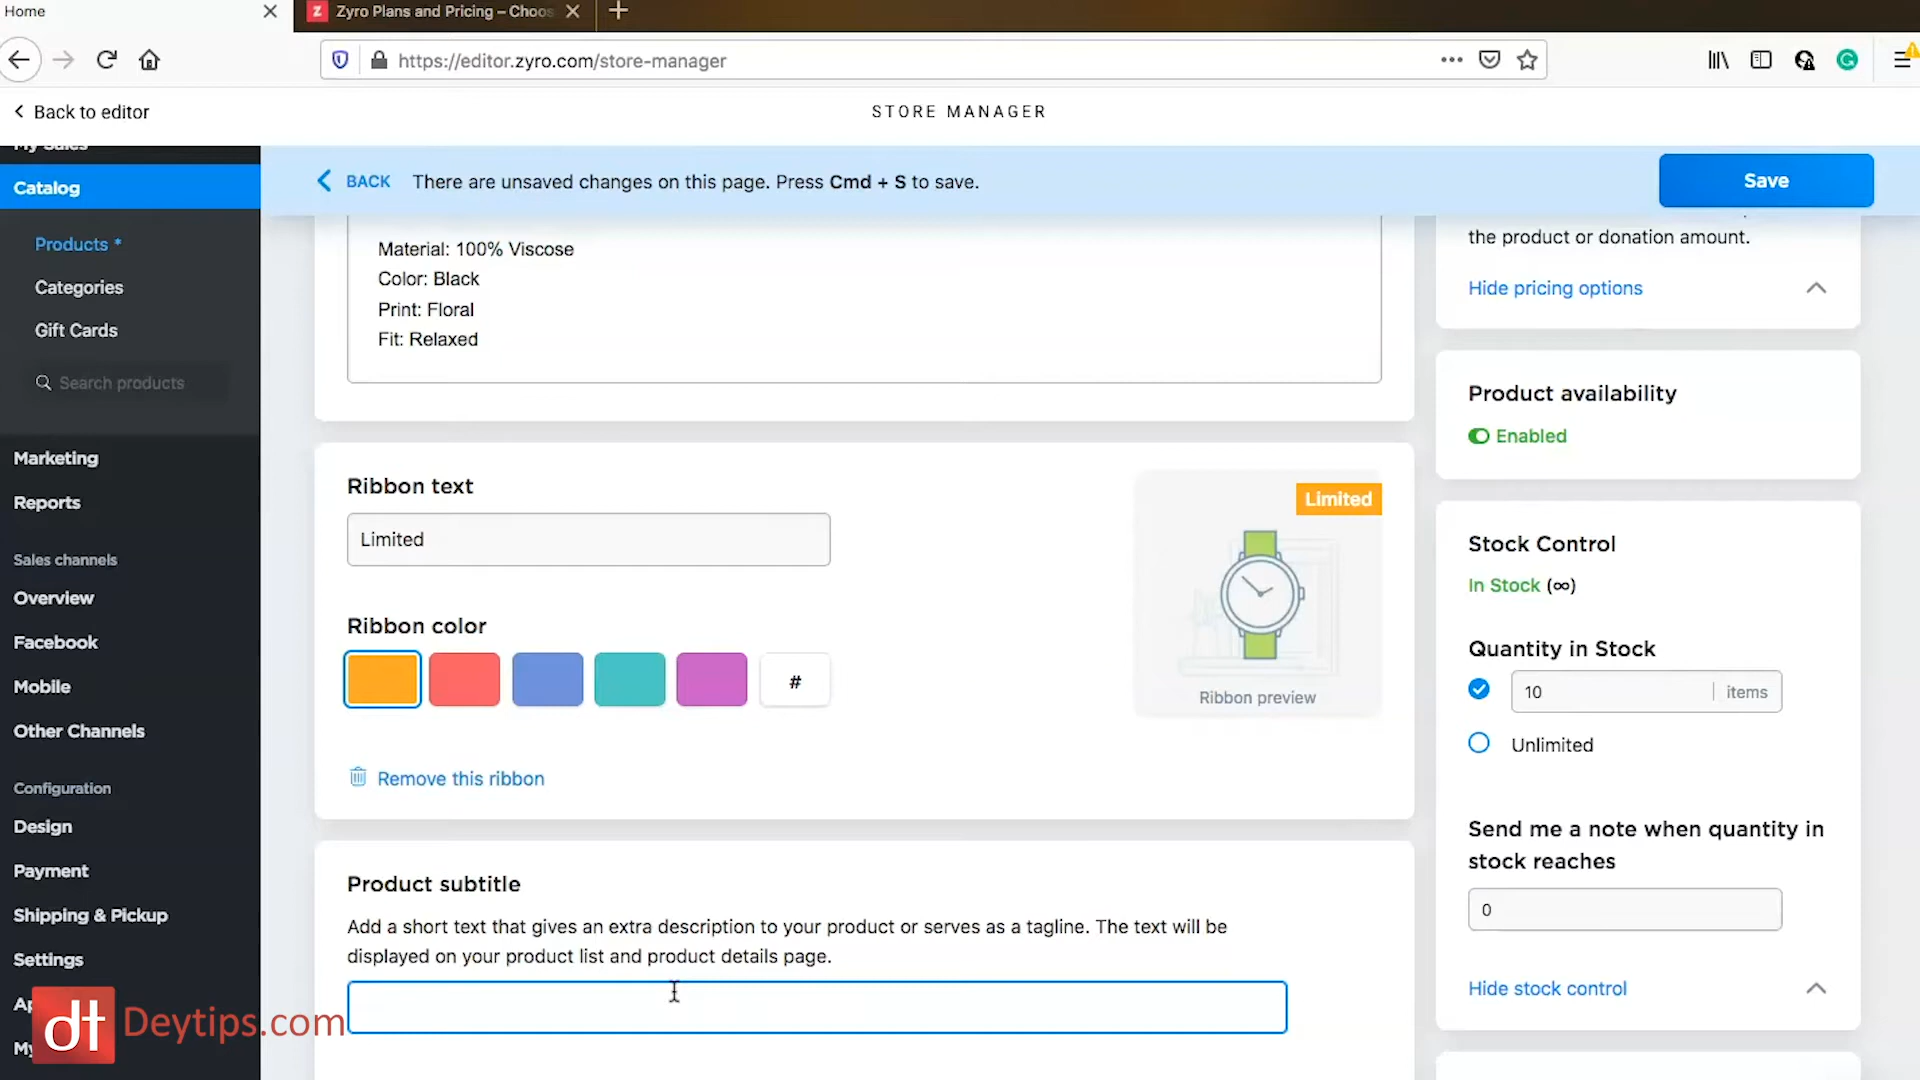 Home
Zyro Plans and Pricing – Choos
https://editor.zyro.com/store-manager
Back to editor
STORE MANAGER
My Sales
Catalog
BACK
There are unsaved changes on this page. Press Cmd + S to save.
Save
Products *
Categories
Gift Cards
Search products
Marketing
Reports
Sales channels
Overview
Facebook
Mobile
Other Channels
Configuration
Design
Payment
Shipping & Pickup
Settings
Ap
My
dt Deytips.com
Material: 100% Viscose
Color: Black
Print: Floral
Fit: Relaxed
Ribbon text
Limited
Ribbon color
#
Remove this ribbon
Limited
Ribbon preview
Product subtitle
Add a short text that gives an extra description to your product or serves as a tagline. The text will be
displayed on your product list and product details page.
the product or donation amount.
Hide pricing options
Product availability
Enabled
Stock Control
In Stock (∞)
Quantity in Stock
10 items
Unlimited
Send me a note when quantity in
stock reaches
0
Hide stock control